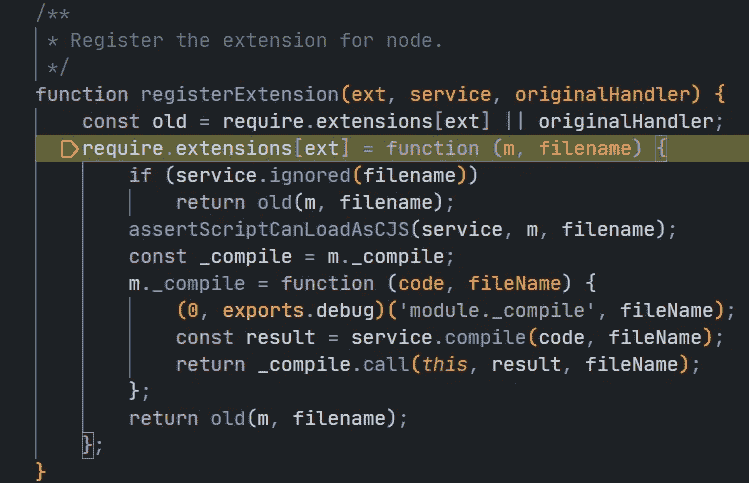 /**
 * Register the extension for node.
 */
function registerExtension(ext, service, originalHandler) {
    const old = require.extensions[ext] || originalHandler;
    require.extensions[ext] = function (m, filename) {
        if (service.ignored(filename))
            return old(m, filename);
        assertScriptCanLoadAsCJS(service, m, filename);
        const _compile = m._compile;
        m._compile = function (code, fileName) {
            (0, exports.debug)('module._compile', fileName);
            const result = service.compile(code, fileName);
            return _compile.call(this, result, fileName);
        };
        return old(m, filename);
    };
}